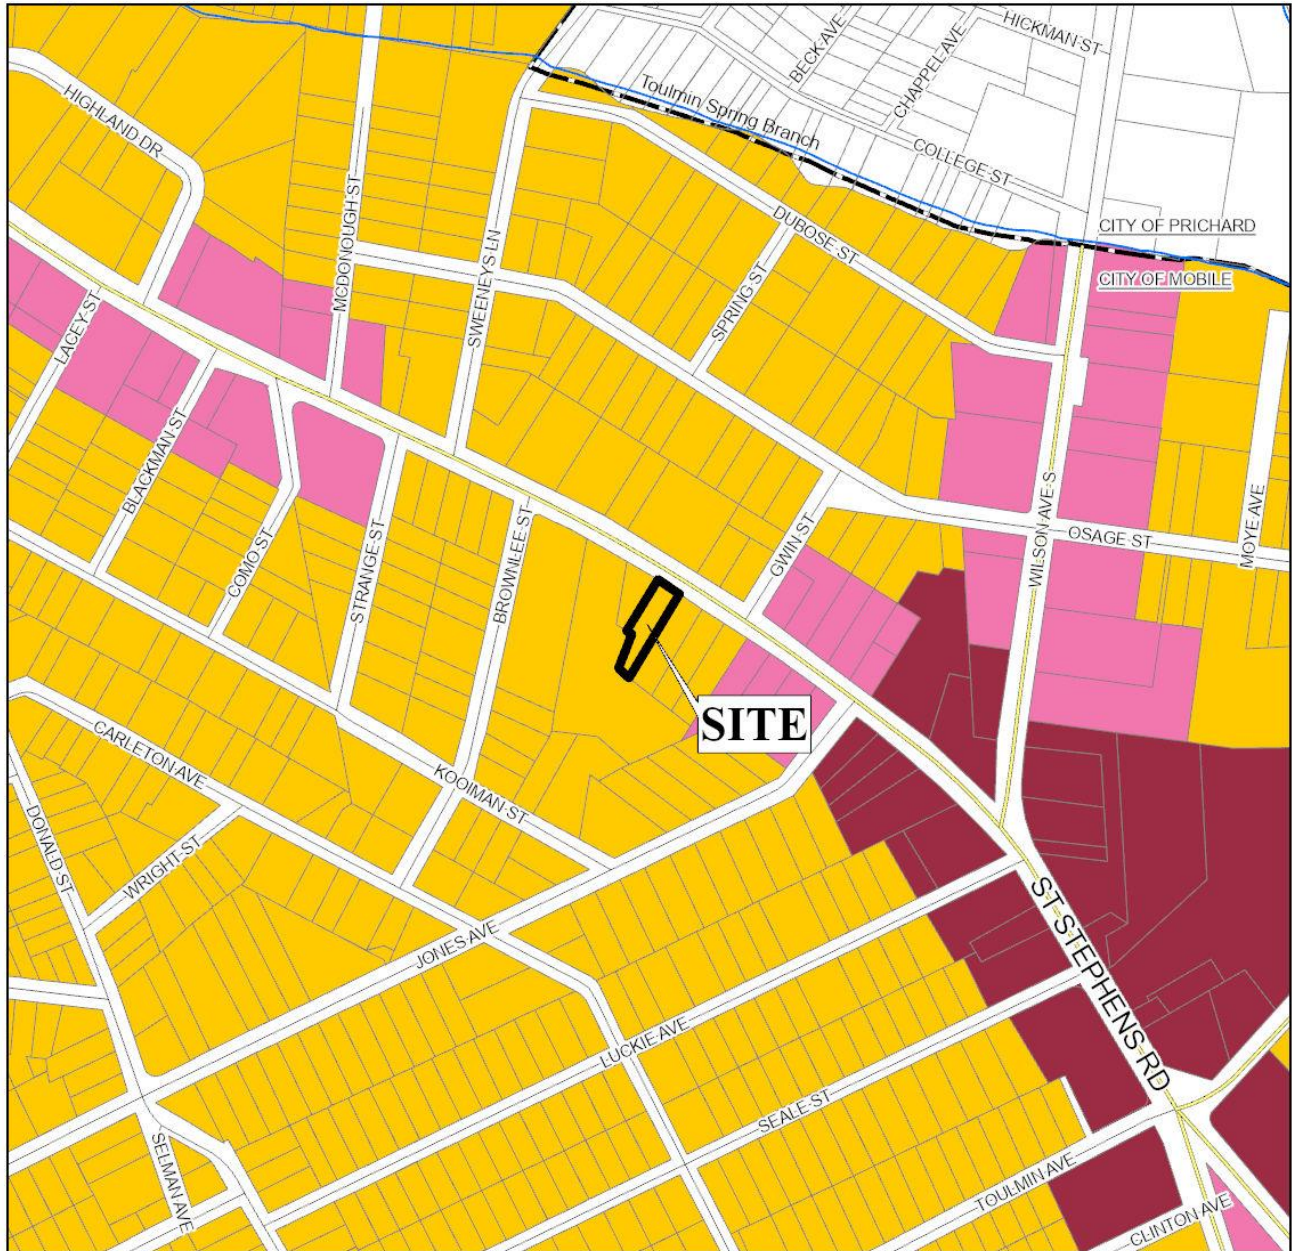 HICKMAN ST
BECK AVE
CHAPPEL AVE
Toulmin Spring Branch
HIGHLAND DR
COLLEGE ST
MCDONOUGH ST
DUBOSE ST
CITY OF PRICHARD
CITY OF MOBILE
SWEENEYS LN
SPRING ST
LACEY ST
BLACKMAN ST
COMO ST
STRANGE ST
BROWNLEE ST
GWIN ST
WILSON AVE S
OSAGE ST
MOYE AVE
SITE
CARLETON AVE
KOOIMAN ST
DONALD ST
WRIGHT ST
JONES AVE
ST STEPHENS RD
LUCKIE AVE
SEALE ST
SELMAN AVE
TOULMIN AVE
CLINTON AVE